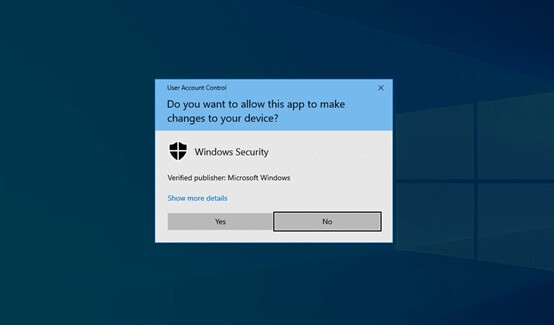 User Account Control
Do you want to allow this app to make
changes to your device?
Windows Security
Verified publisher: Microsoft Windows
Show more details
Yes
No